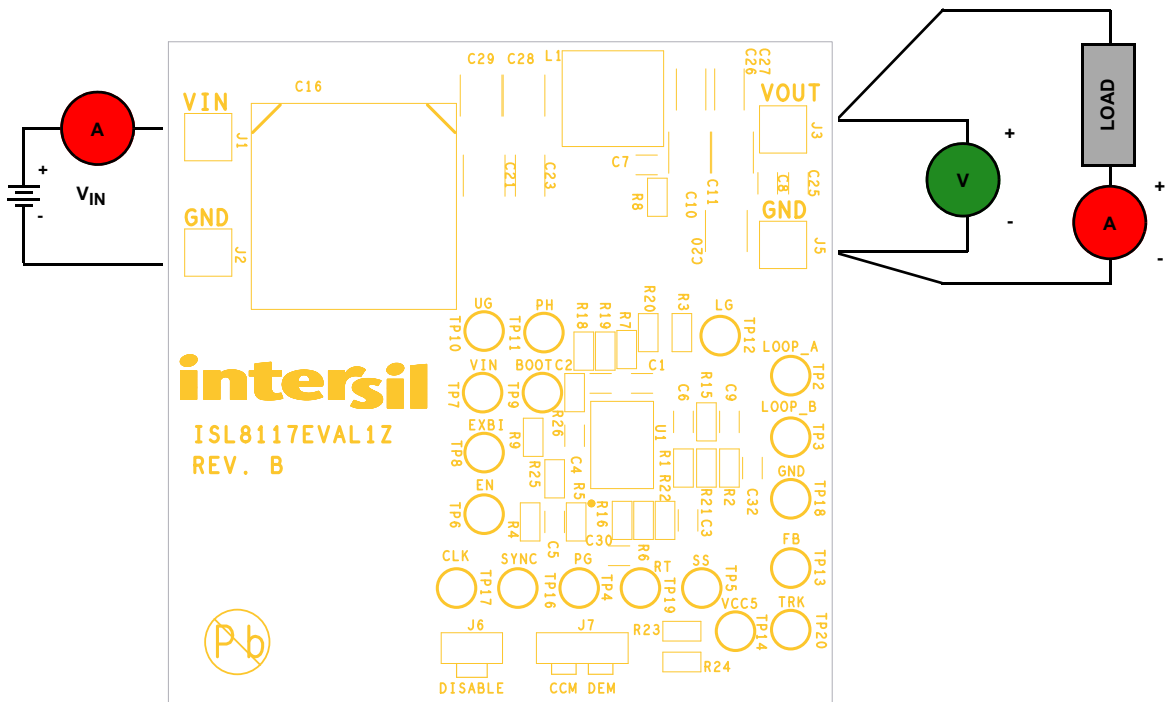 C29 C28 L1
C26
C27
C16
VIN
VOUT
J1
J3
A
+
VIN
-
C7
C21
C23
R8
C10
C11
C8
C25
GND
GND
J2
J5
C20
+
V
-
LOAD
+
A
-
UG PH LG
TP10
TP11
R18
R19
R7
R20
R3
TP12
LOOP_A
TP2
intersil
VIN BOOT C2 C1
TP7
TP9
C6
R15
C9
LOOP_B
TP3
ISL8117EVAL1Z
REV. B
EXBI
TP8
R9
R26
U1
C4
R25
R5
R1
R22
R21
R2
C32
GND
TP18
EN
TP6
R4
C5
R16
C30
R6
C3
FB
TP13
CLK SYNC PG RT SS
TP17
TP16
TP4
TP19
TP5
VCC5 TRK
TP14
TP20
Pb
J6 J7 R23
R24
DISABLE CCM DEM